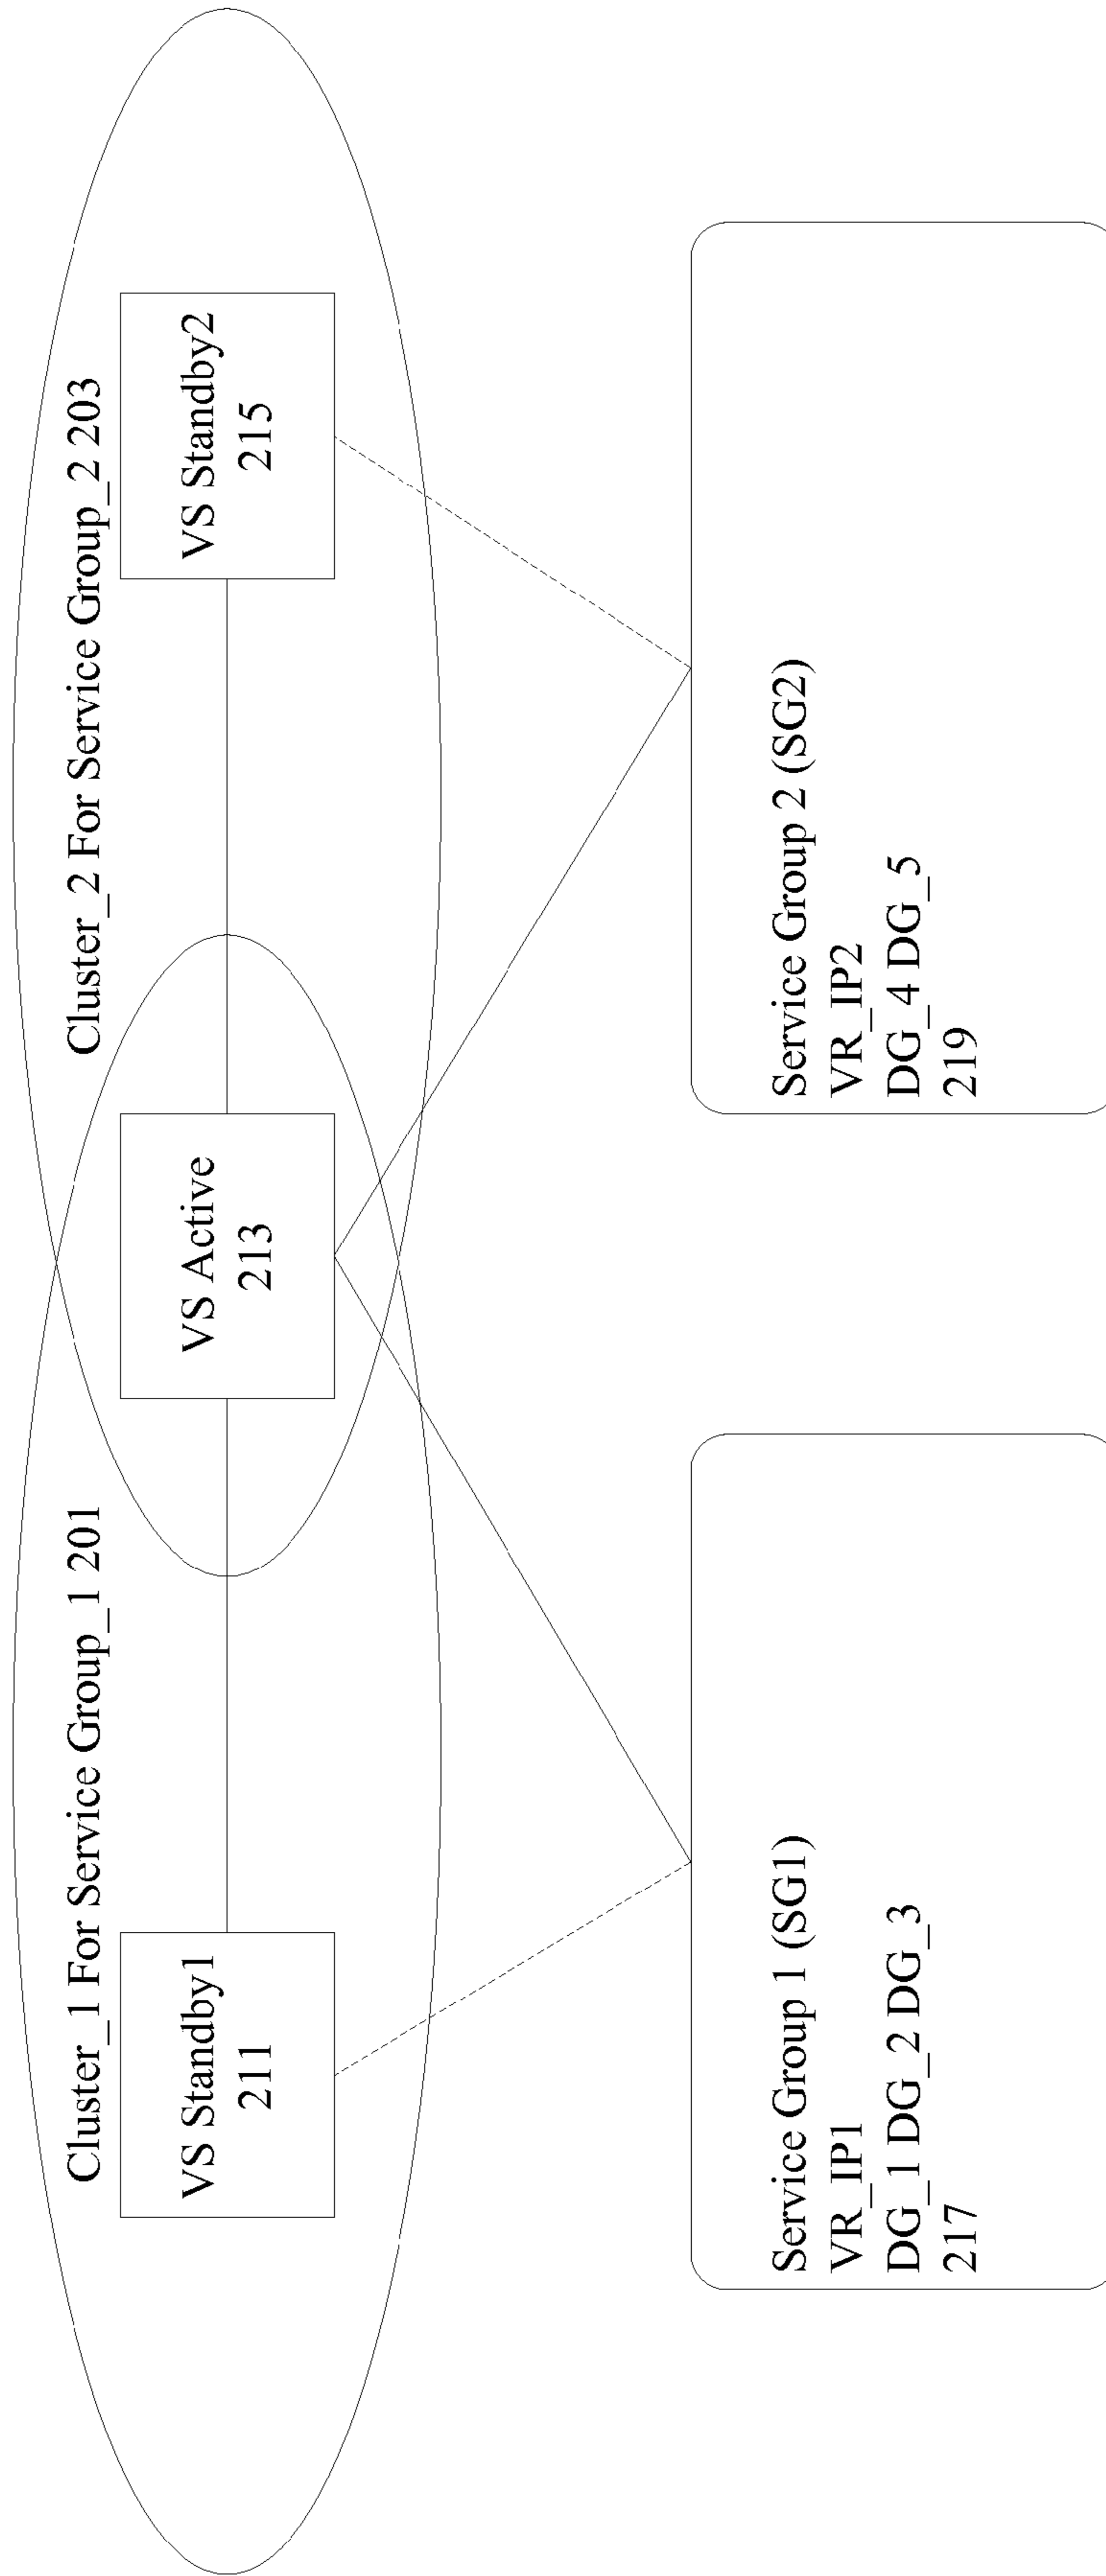 Cluster_1 For Service Group_1 201
Cluster_2 For Service Group_2 203
VS Standby1
211
VS Active
213
VS Standby2
215
Service Group 1 (SG1)
VR_IP1
DG_1 DG_2 DG_3
217
Service Group 2 (SG2)
VR_IP2
DG_4 DG_5
219